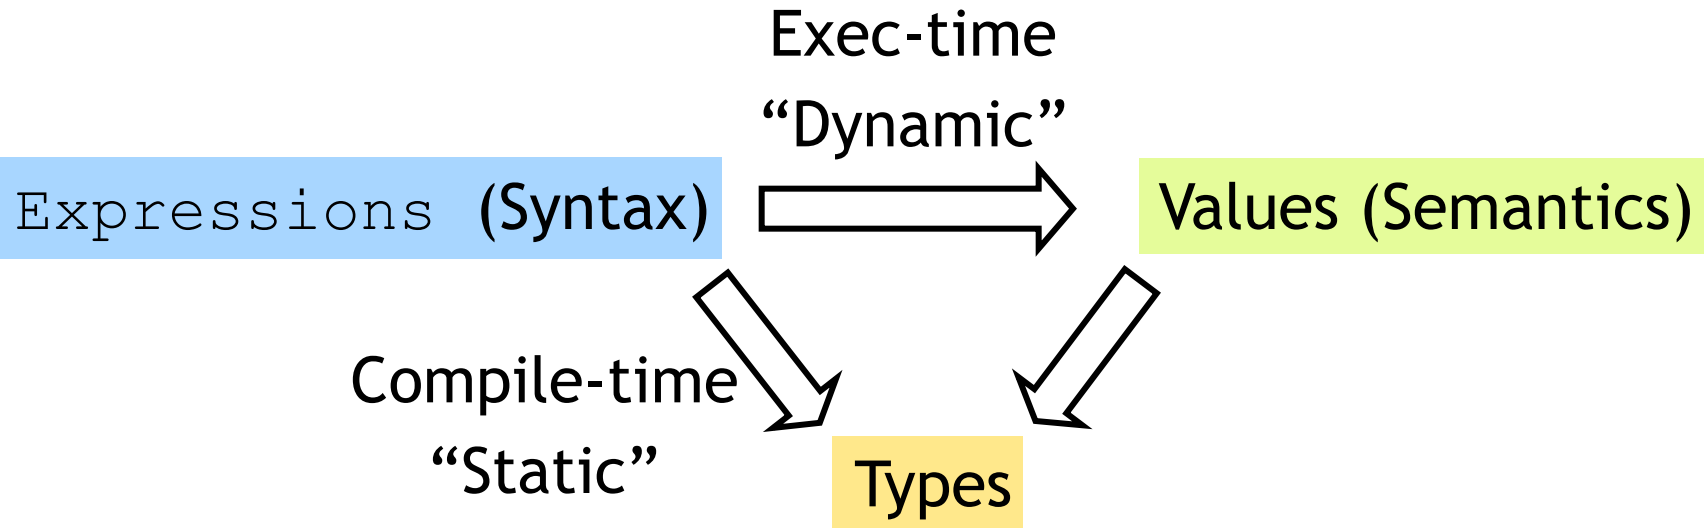 Exec-time
“Dynamic”
Expressions (Syntax)
Values (Semantics)
Compile-time
“Static”
Types